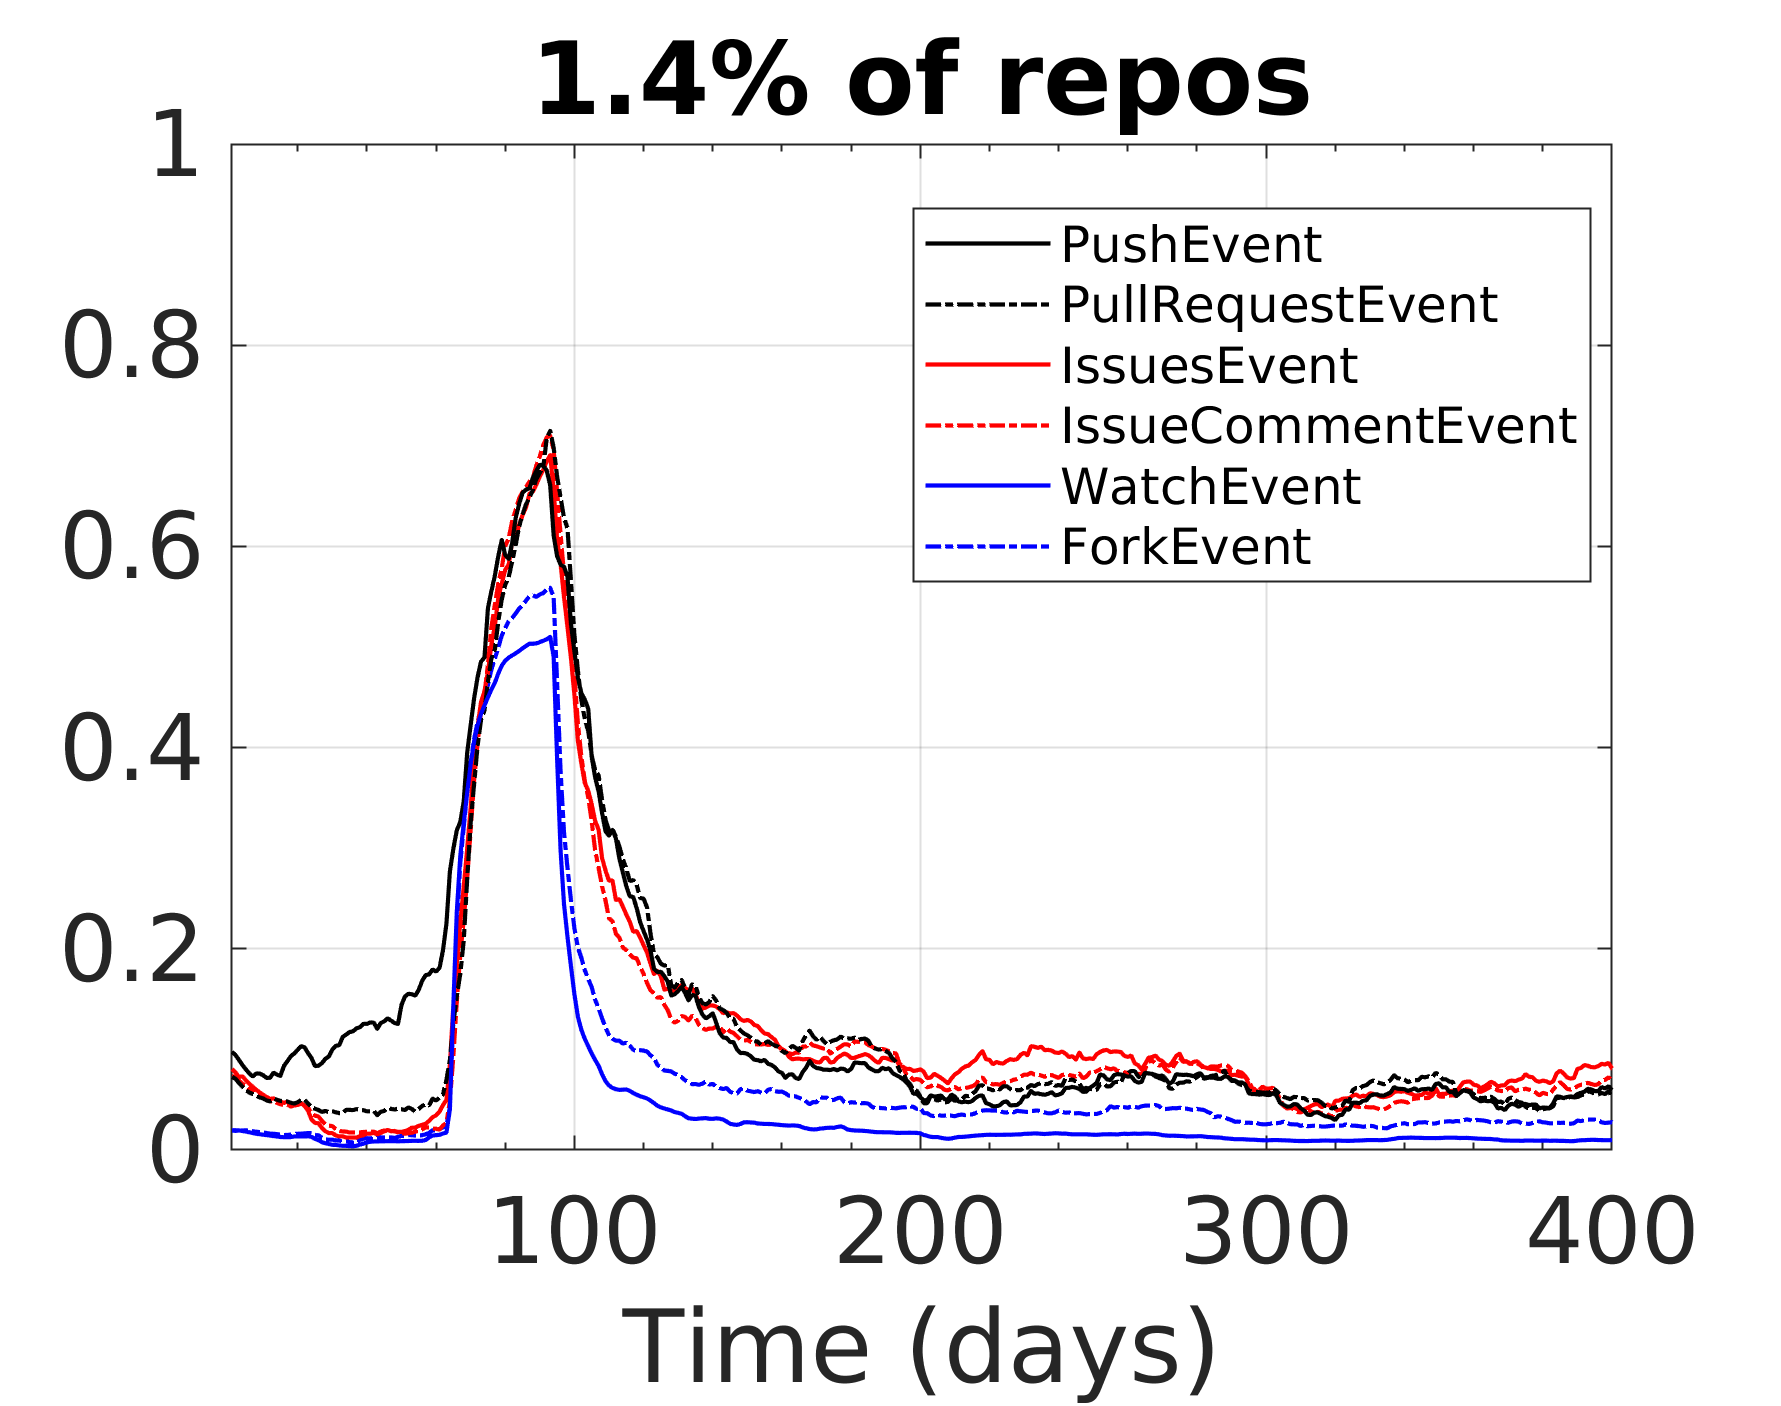 1.4% of repos
1
0.8
0.6
0.4
0.2
0
PushEvent
PullRequestEvent
IssuesEvent
IssueCommentEvent
WatchEvent
ForkEvent
100 200 300 400
Time (days)